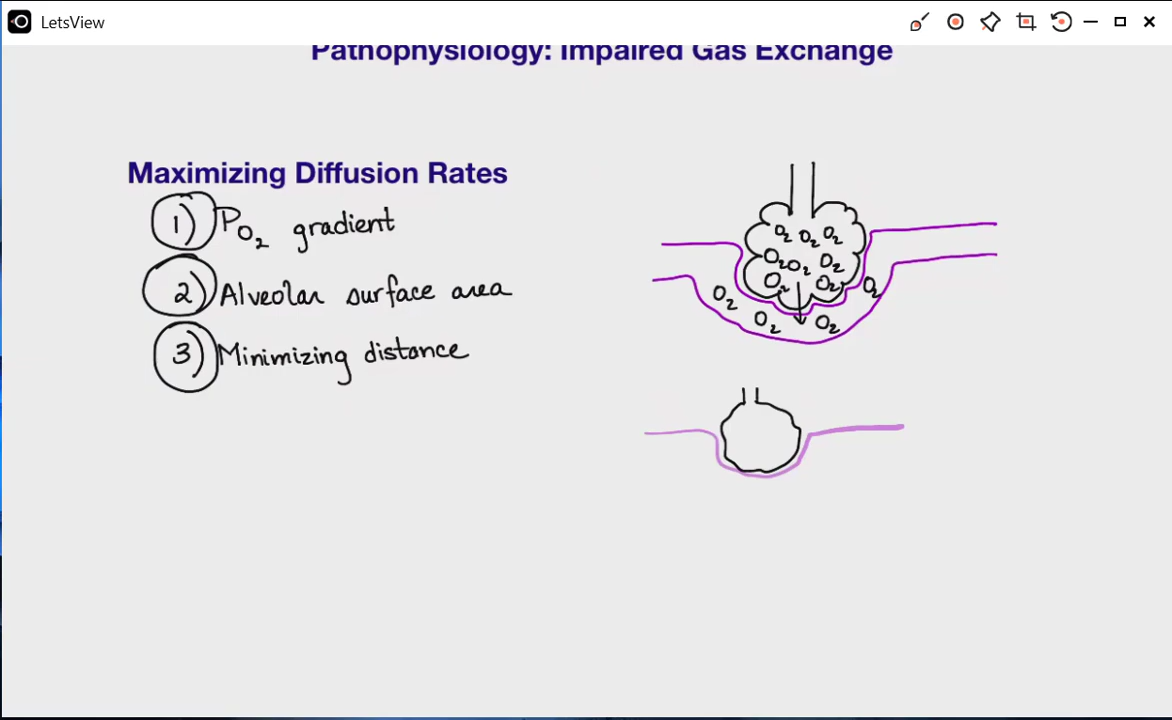 LetsView
Pathophysiology: Impaired Gas Exchange
Maximizing Diffusion Rates
1) PO2 gradient
2) Alveolar surface area
3) Minimizing distance
O2 O2 O2
O2 O2 O2
O2 O2 O2
O2 O2 O2